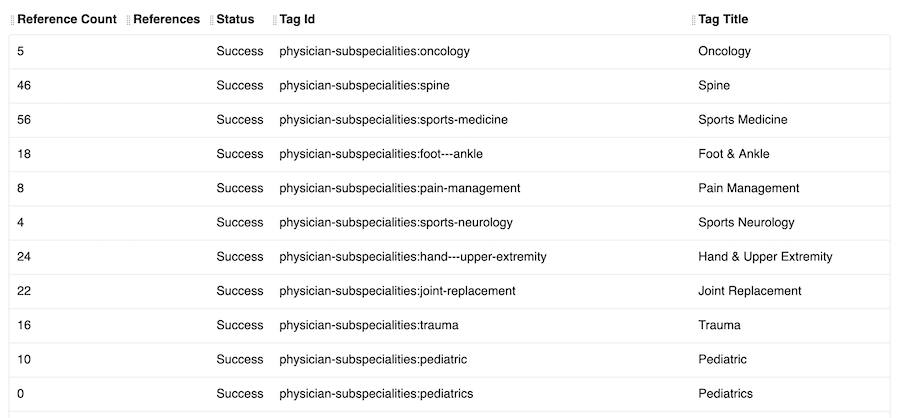 Reference Count References Status Tag Id Tag Title
5 Success physician-subspecialities:oncology Oncology
46 Success physician-subspecialities:spine Spine
56 Success physician-subspecialities:sports-medicine Sports Medicine
18 Success physician-subspecialities:foot---ankle Foot & Ankle
8 Success physician-subspecialities:pain-management Pain Management
4 Success physician-subspecialities:sports-neurology Sports Neurology
24 Success physician-subspecialities:hand---upper-extremity Hand & Upper Extremity
22 Success physician-subspecialities:joint-replacement Joint Replacement
16 Success physician-subspecialities:trauma Trauma
10 Success physician-subspecialities:pediatric Pediatric
0 Success physician-subspecialities:pediatrics Pediatrics